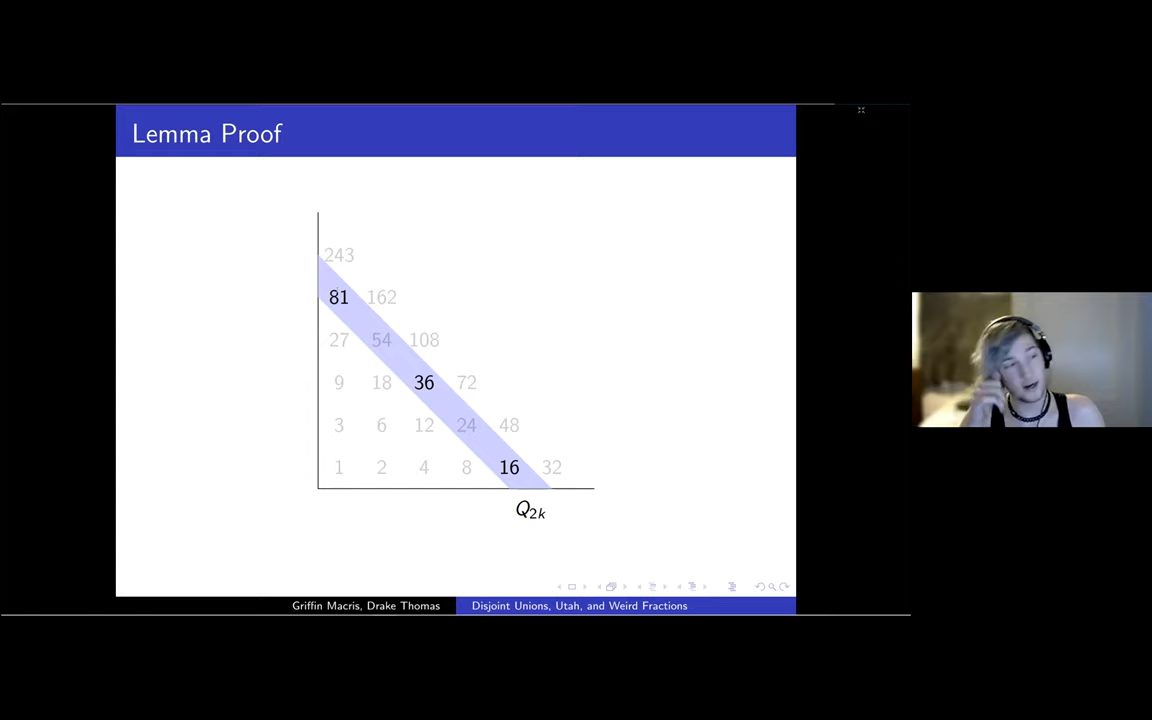 Lemma Proof
243
81 162
27 54 108
9 18 36 72
3 6 12 24 48
1 2 4 8 16 32
Q2k
Griffin Macris, Drake Thomas Disjoint Unions, Utah, and Weird Fractions